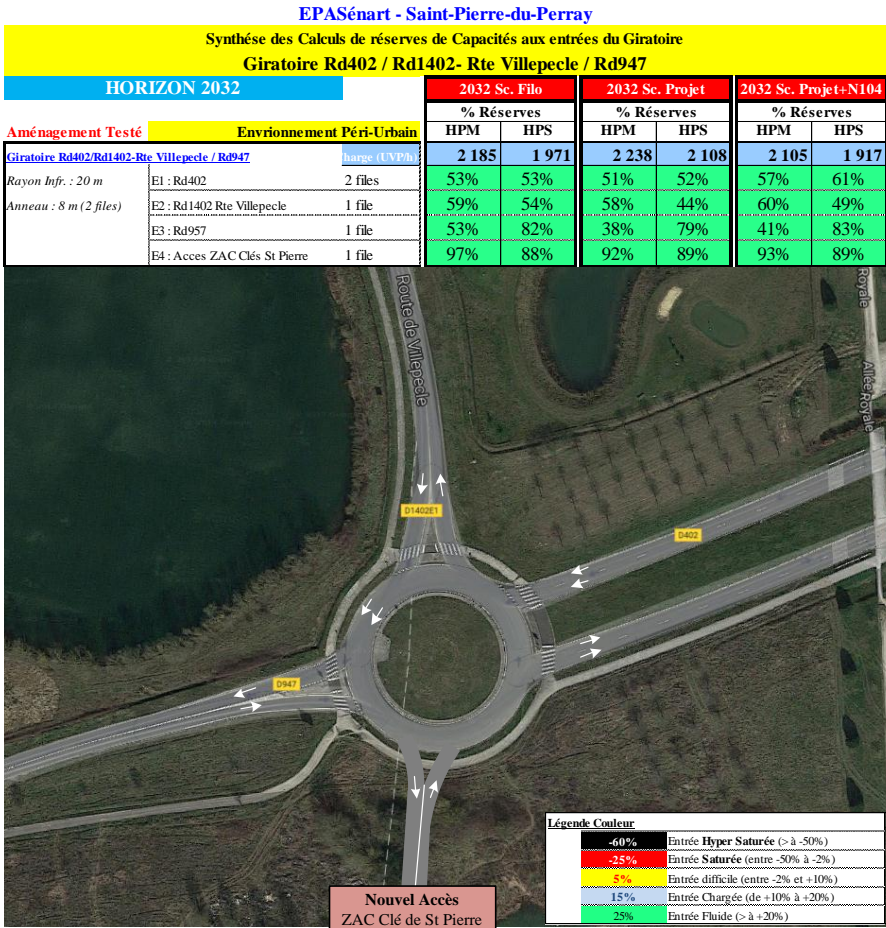 EPASénart - Saint-Pierre-du-Perray
Synthése des Calculs de réserves de Capacités aux entrées du Giratoire
Giratoire Rd402 / Rd1402- Rte Villepecle / Rd947
HORIZON 2032 2032 Sc. Filo 2032 Sc. Projet 2032 Sc. Projet+N104
% Réserves % Réserves % Réserves
Aménagement Testé Envrionnement Péri-Urbain HPM HPS HPM HPS HPM HPS
Giratoire Rd402/Rd1402-Rte Villepecle / Rd947 harge (UVP/h) 2 185 1 971 2 238 2 108 2 105 1 917
Rayon Infr. : 20 m E1 : Rd402 2 files 53% 53% 51% 52% 57% 61%
Anneau : 8 m (2 files) E2 : Rd1402 Rte Villepecle 1 file 59% 54% 58% 44% 60% 49%
E3 : Rd957 1 file 53% 82% 38% 79% 41% 83%
E4 : Acces ZAC Clés St Pierre 1 file 97% 88% 92% 89% 93% 89%
Route de Villepecle
Royale
Allée Royale
D1402E1
D402
D947
Nouvel Accès
ZAC Clé de St Pierre
Légende Couleur
-60% Entrée Hyper Saturée (> à -50%)
-25% Entrée Saturée (entre -50% à -2%)
5% Entrée difficile (entre -2% et +10%)
15% Entrée Chargée (de +10% à +20%)
25% Entrée Fluide (> à +20%)